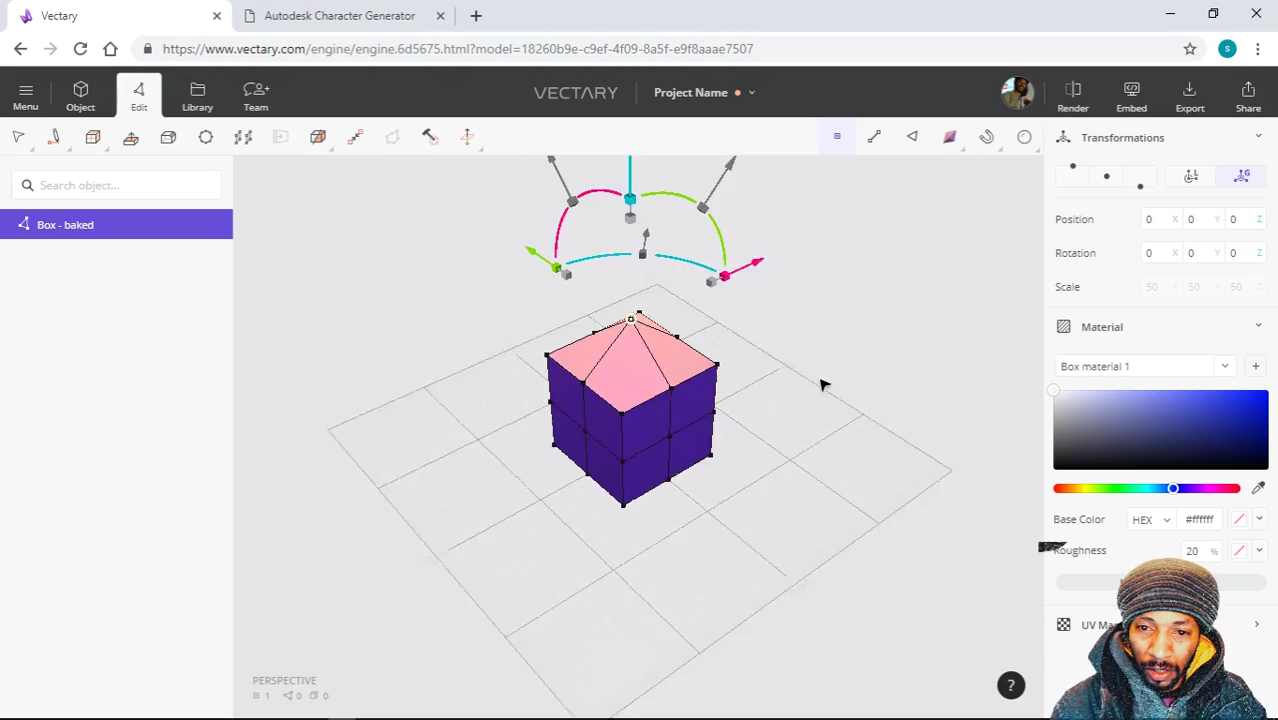 Vectary
Autodesk Character Generator
https://www.vectary.com/engine/engine.6d5675.html?model=18260b9e-c9ef-4f09-8a5f-e9f8aaae7507
S
Menu
Object
Edit
Library
Team
VECTARY
Project Name
Render
Embed
Export
Share
Search object...
Box - baked
Transformations
Position 0 X 0 Y 0 Z
Rotation 0 X 0 Y 0 Z
Scale 50 X 50 Y 50 Z
Material
Box material 1
Base Color HEX #ffffff
Roughness 20 %
UV
PERSPECTIVE
1 0 0
?